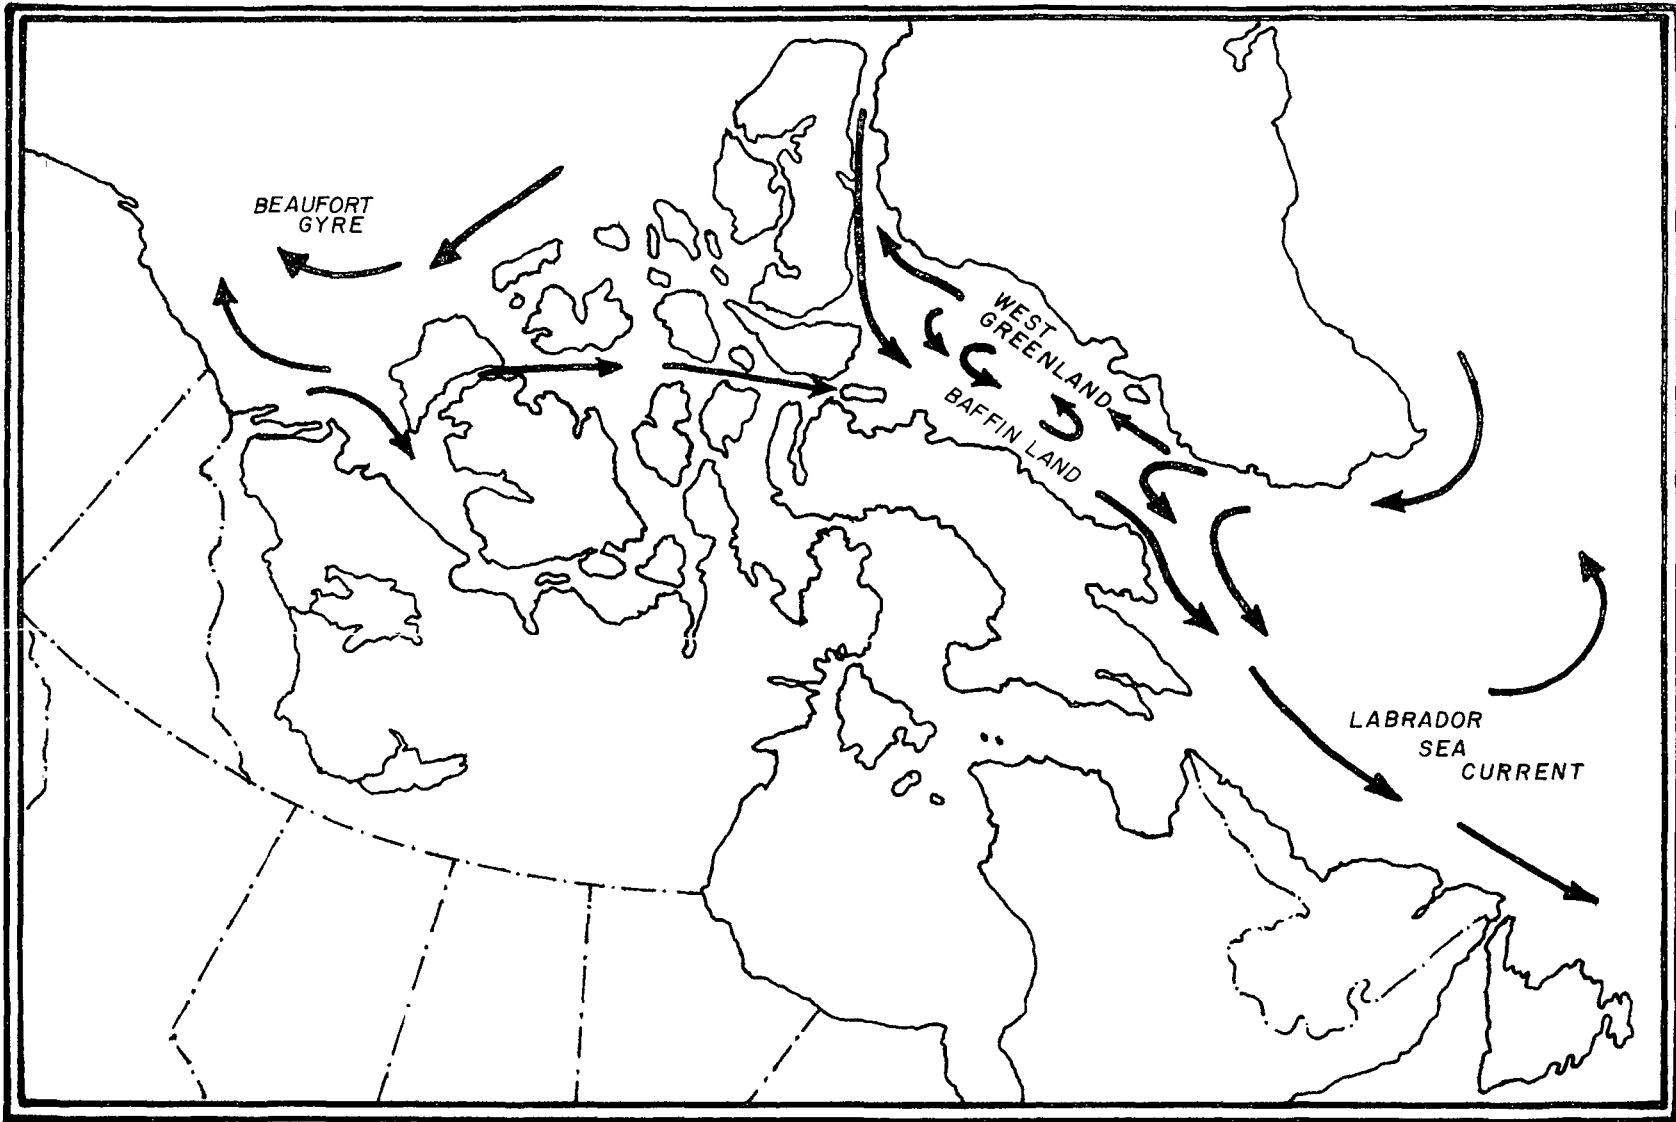 BEAUFORT
GYRE
WEST
GREENLAND
BAFFIN LAND
LABRADOR
SEA
CURRENT